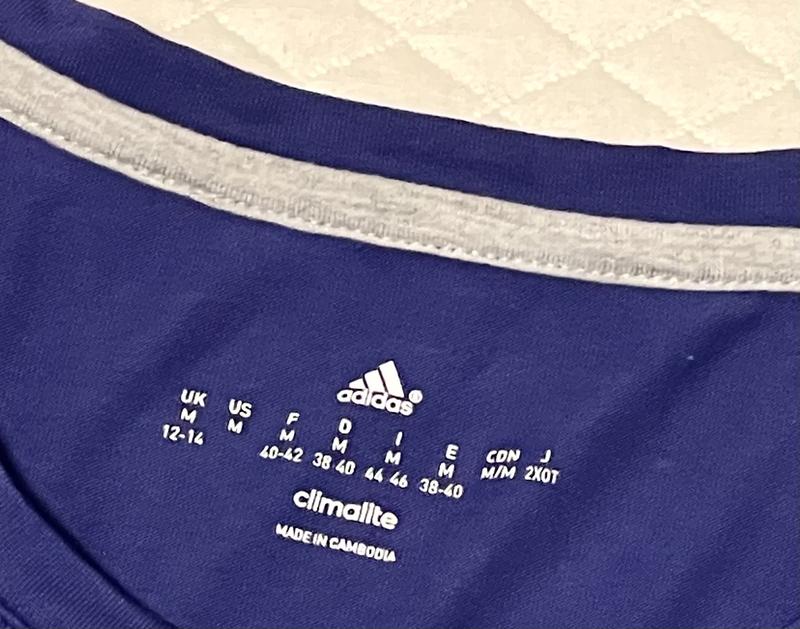 adidas®
UK US F D I E CDN J
M M M M M M M/M 2XOT
12-14 40-42 38-40 44-46 38-40
climalite
MADE IN CAMBODIA